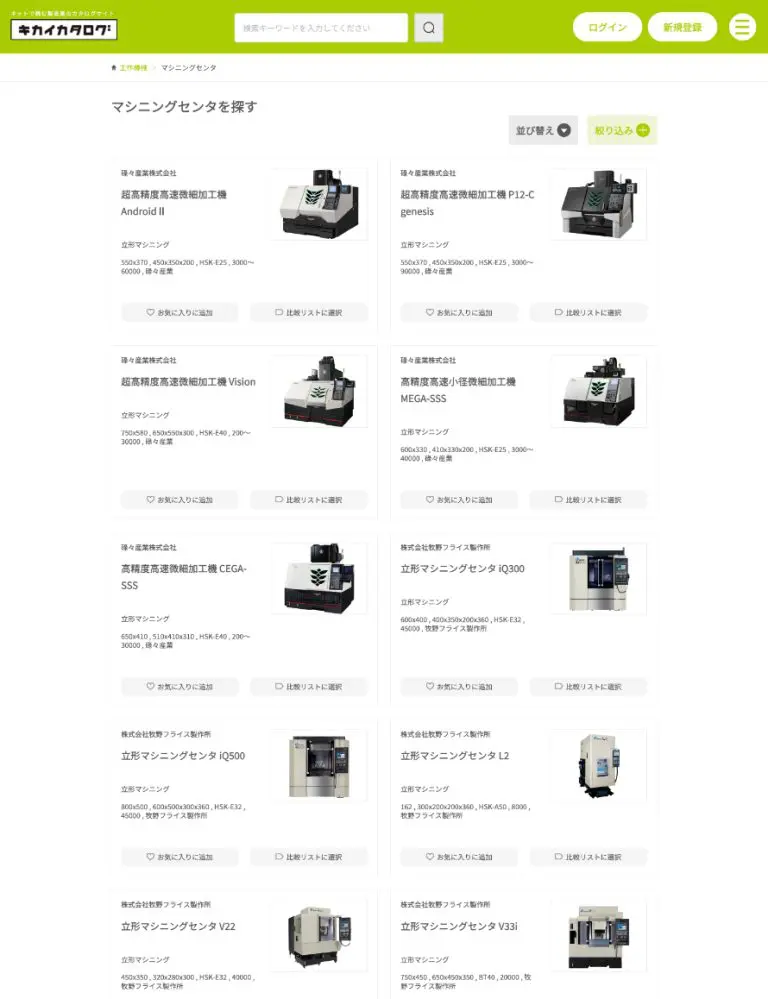 ネットで頼む製造業なカタログサイト
キカイカタログ
検索キーワードを入力してください
ログイン
新規登録
工作機械
マシニングセンタ
マシニングセンタを探す
並び替え
絞り込み
碌々産業株式会社
超高精度高速微細加工機
Android II
立形マシニング
550x370 , 450x350x200 , HSK-E25 , 3000〜
60000 , 碌々産業
お気に入りに追加
比較リストに選択
碌々産業株式会社
超高精度高速微細加工機 P12-C
genesis
立形マシニング
550x370 , 450x350x200 , HSK-E25 , 3000〜
90000 , 碌々産業
お気に入りに追加
比較リストに選択
碌々産業株式会社
超高精度高速微細加工機 Vision
立形マシニング
750x580 , 650x550x300 , HSK-E40 , 200〜
30000 , 碌々産業
お気に入りに追加
比較リストに選択
碌々産業株式会社
高精度高速小径微細加工機
MEGA-SSS
立形マシニング
600x330 , 410x330x200 , HSK-E25 , 3000〜
40000 , 碌々産業
お気に入りに追加
比較リストに選択
碌々産業株式会社
高精度高速微細加工機 CEGA-
SSS
立形マシニング
650x410 , 510x410x310 , HSK-E40 , 200〜
30000 , 碌々産業
お気に入りに追加
比較リストに選択
株式会社牧野フライス製作所
立形マシニングセンタ iQ300
立形マシニング
600x400 , 400x350x200x360 , HSK-E32 ,
45000 , 牧野フライス製作所
お気に入りに追加
比較リストに選択
株式会社牧野フライス製作所
立形マシニングセンタ iQ500
立形マシニング
800x500 , 600x500x300x360 , HSK-E32 ,
45000 , 牧野フライス製作所
お気に入りに追加
比較リストに選択
株式会社牧野フライス製作所
立形マシニングセンタ L2
立形マシニング
162 , 300x200x200x360 , HSK-A50 , 8000 ,
牧野フライス製作所
お気に入りに追加
比較リストに選択
株式会社牧野フライス製作所
立形マシニングセンタ V22
立形マシニング
450x350 , 320x280x300 , HSK-E32 , 40000 ,
牧野フライス製作所
株式会社牧野フライス製作所
立形マシニングセンタ V33i
立形マシニング
750x450 , 650x450x350 , BT40 , 20000 , 牧
野フライス製作所